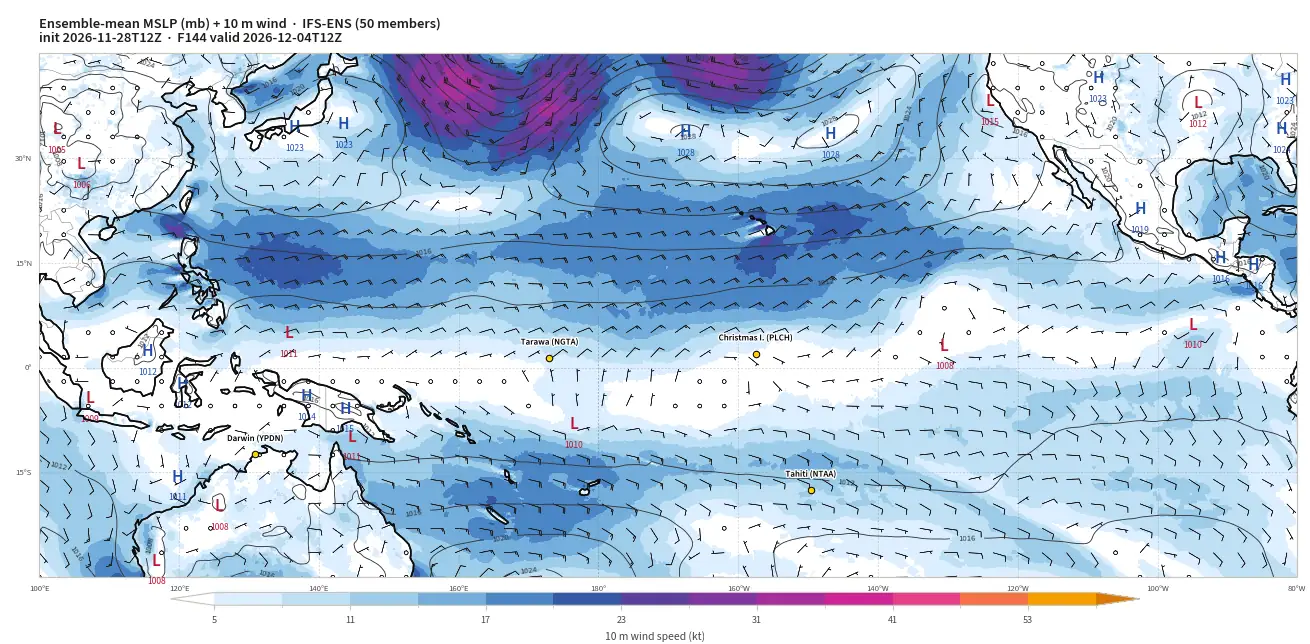 Ensemble-mean MSLP (mb) + 10 m wind · IFS-ENS (50 members)
init 2026-11-28T12Z · F144 valid 2026-12-04T12Z
H 1023
H 1023
H 1028
H 1028
L 1015
H 1023
L 1012
H 1023
L 1005
L 1006
30°N
H 1019
15°N
1016
L 1011
L 1008
L 1010
Tarawa (NGTA)
Christmas I. (PLCH)
H 1012
0°
L 1009
H 1014
L 1010
Darwin (YPDN)
L 1011
15°S
Tahiti (NTAA)
1012
H 1011
L 1008
1016
1020
1016
1024
L 1008
100°E
120°E
140°E
160°E
180°
160°W
140°W
120°W
100°W
80°W
5
11
17
23
31
41
53
10 m wind speed (kt)